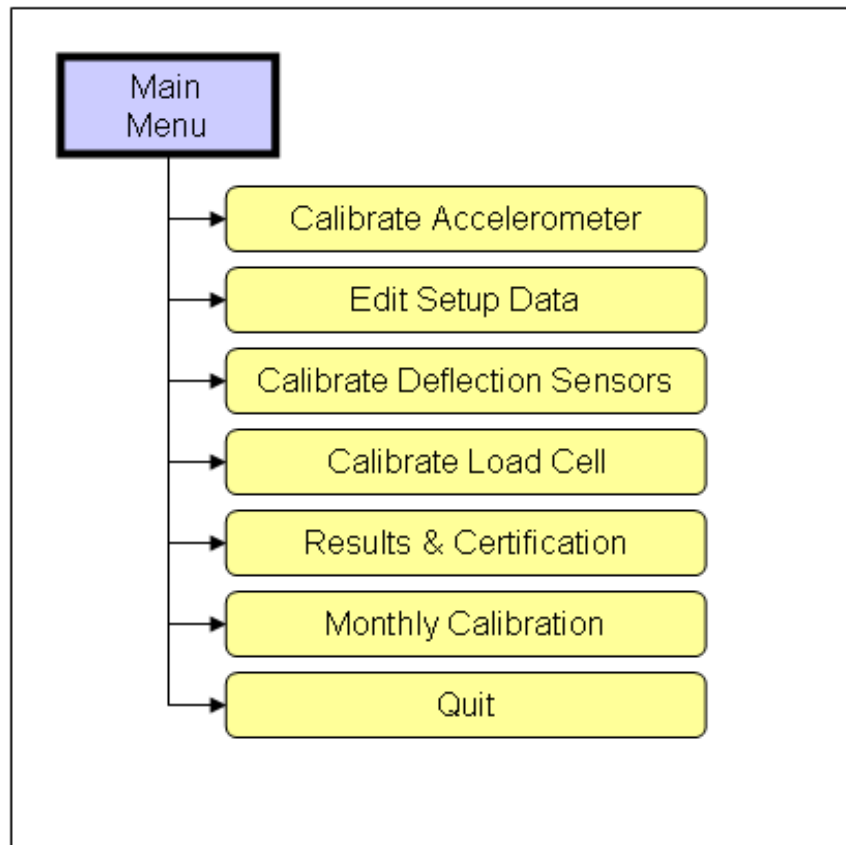 Main
Menu
Calibrate Accelerometer
Edit Setup Data
Calibrate Deflection Sensors
Calibrate Load Cell
Results & Certification
Monthly Calibration
Quit